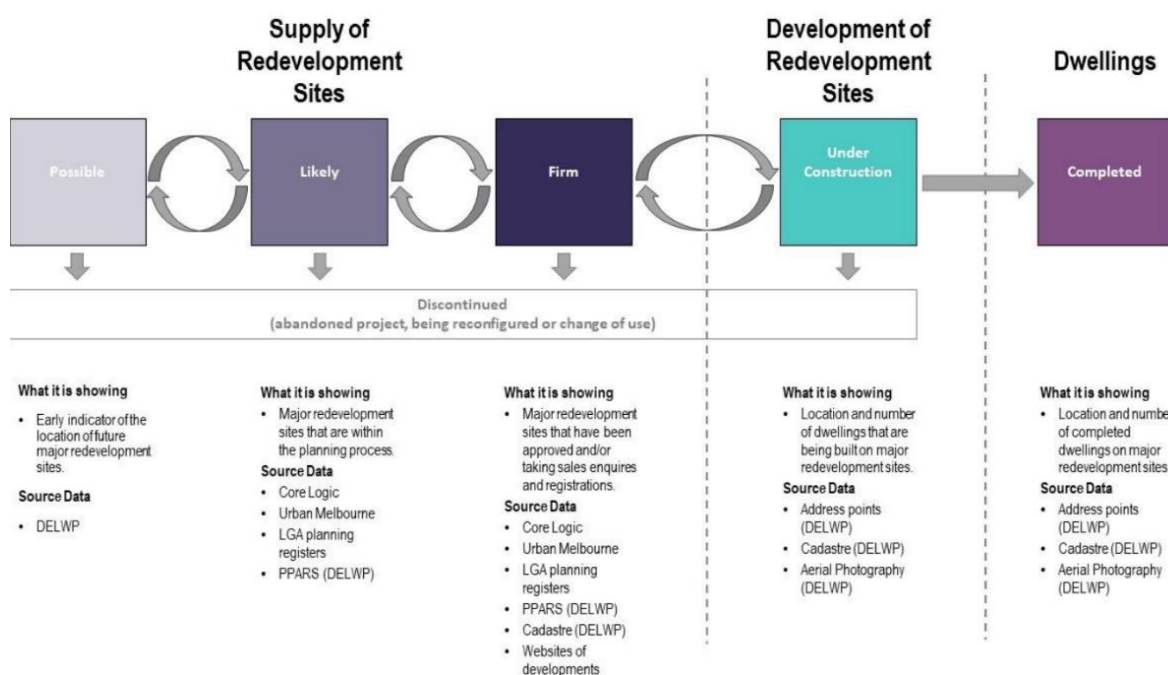 Supply of
Redevelopment
Sites
Development of
Redevelopment
Sites
Dwellings
Possible
Likely
Firm
Under
Construction
Completed
Discontinued
(abandoned project, being reconfigured or change of use)
What it is showing
• Early indicator of the
location of future
major redevelopment
sites.
Source Data
• DELWP
What it is showing
• Major redevelopment
sites that are within
the planning process.
Source Data
• Core Logic
• Urban Melbourne
• LGA planning
registers
• PPARS (DELWP)
What it is showing
• Major redevelopment
sites that have been
approved and/or
taking sales enquires
and registrations.
Source Data
• Core Logic
• Urban Melbourne
• LGA planning
registers
• PPARS (DELWP)
• Cadastre (DELWP)
• Websites of
developments
What it is showing
• Location and number
of dwellings that are
being built on major
redevelopment sites.
Source Data
• Address points
(DELWP)
• Cadastre (DELWP)
• Aerial Photography
(DELWP)
What it is showing
• Location and number
of completed
dwellings on major
redevelopment sites
Source Data
• Address points
(DELWP)
• Cadastre (DELWP)
• Aerial Photography
(DELWP)